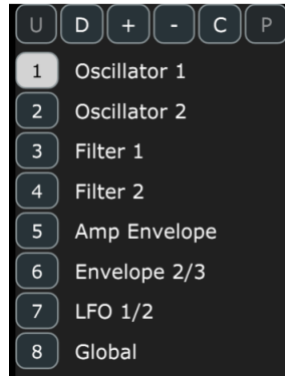 U D + - C P
1 Oscillator 1
2 Oscillator 2
3 Filter 1
4 Filter 2
5 Amp Envelope
6 Envelope 2/3
7 LFO 1/2
8 Global